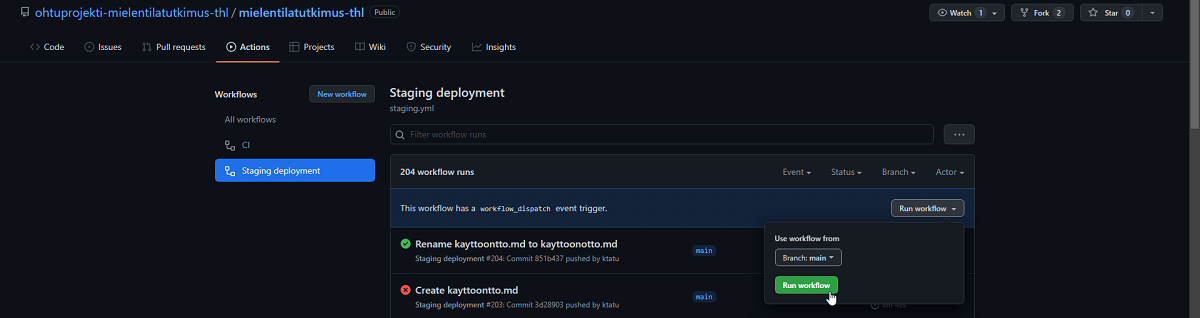 ohtuprojekti-mielentilatutkimus-thl / mielentilatutkimus-thl Public Watch 1 Fork 2 Star 0
Code Issues Pull requests Actions Projects Wiki Security Insights
Workflows New workflow
All workflows
CI
Staging deployment
Staging deployment
staging.yml
Filter workflow runs ...
204 workflow runs Event Status Branch Actor
This workflow has a workflow_dispatch event trigger. Run workflow
Use workflow from
Branch: main
Run workflow
Rename kayttoontto.md to kayttoonotto.md main
Staging deployment #204: Commit 851b437 pushed by ktatu
Create kayttoontto.md main
Staging deployment #203: Commit 3d28903 pushed by ktatu